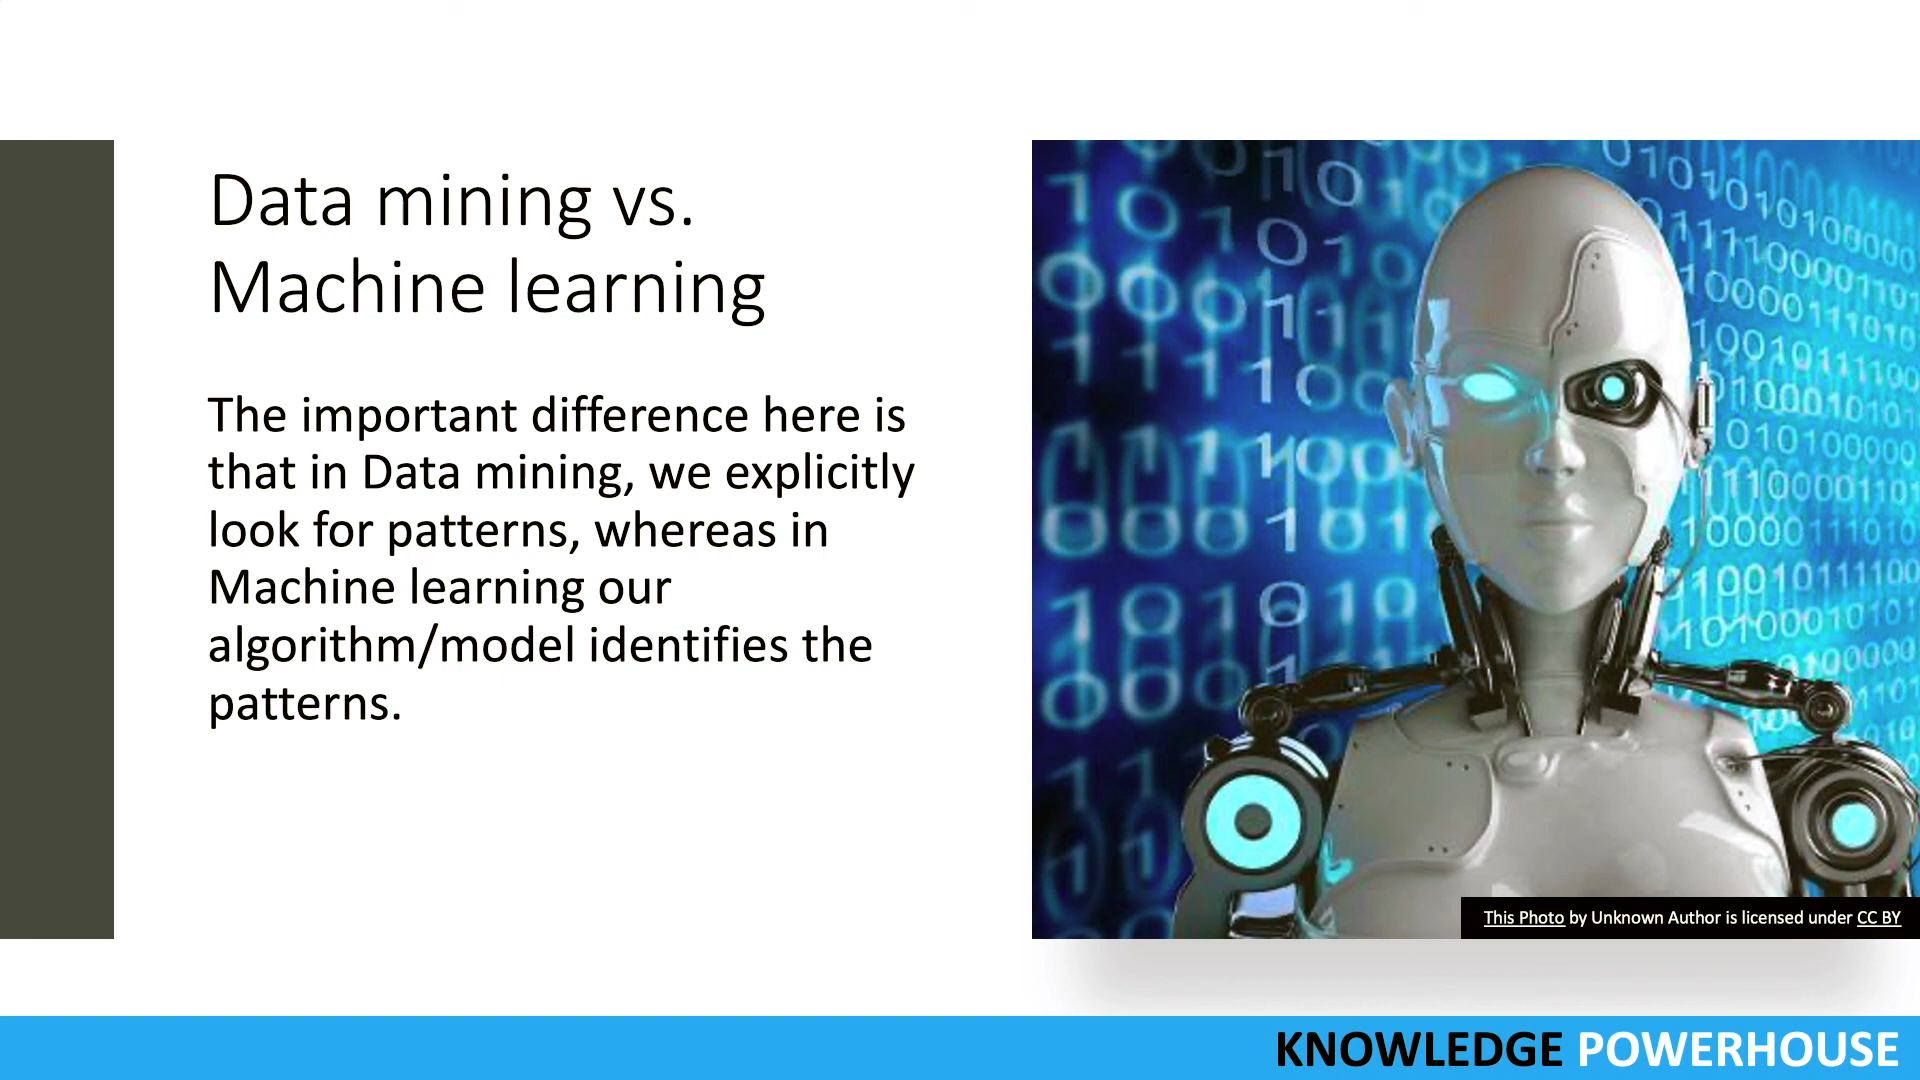 Data mining vs.
Machine learning
The important difference here is
that in Data mining, we explicitly
look for patterns, whereas in
Machine learning our
algorithm/model identifies the
patterns.
This Photo by Unknown Author is licensed under CC BY
KNOWLEDGE POWERHOUSE